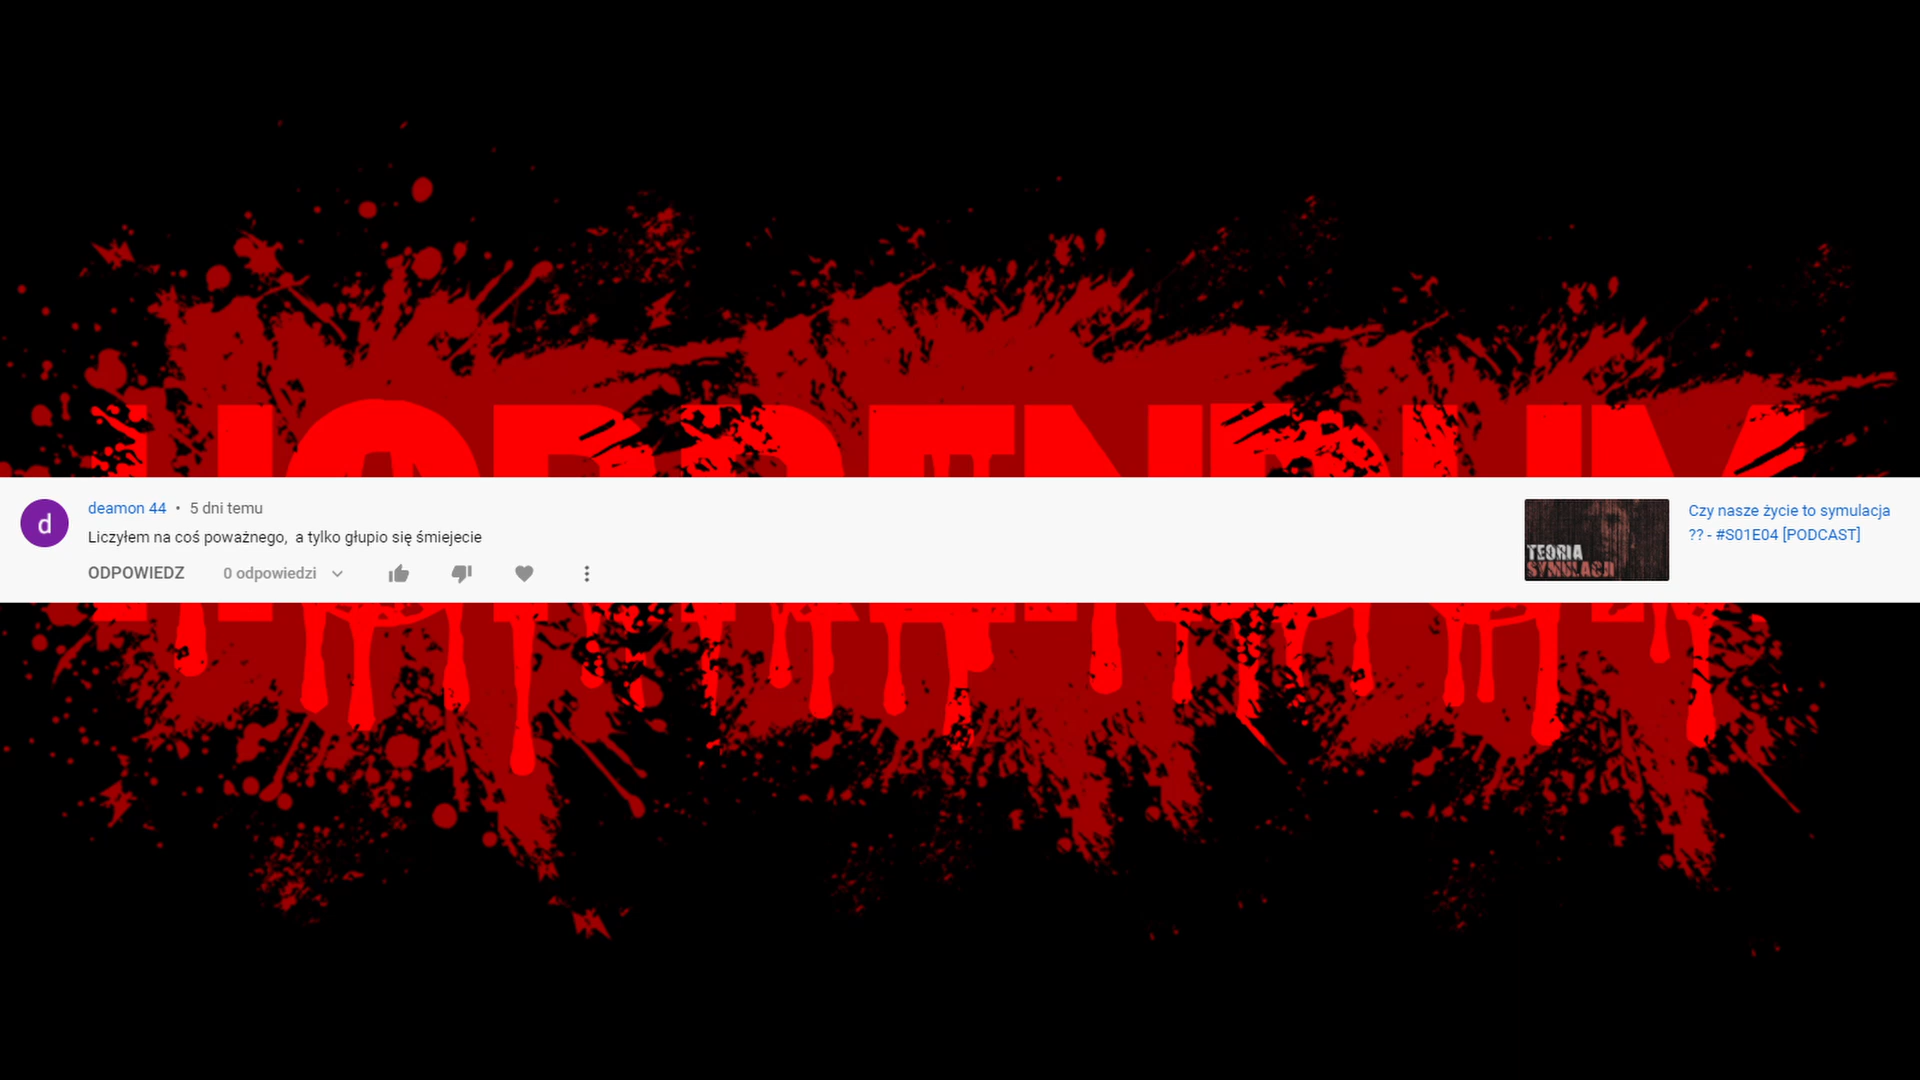 HORRENDUM
d
deamon 44 • 5 dni temu
Liczyłem na coś poważnego, a tylko głupio się śmiejecie
ODPOWIEDZ 0 odpowiedzi
TEORIA
SYMULACJI
Czy nasze życie to symulacja
?? - #S01E04 [PODCAST]